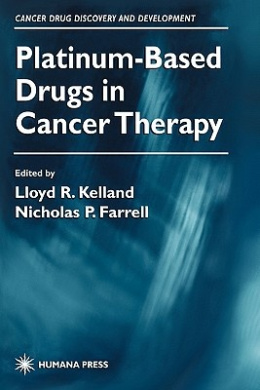 CANCER DRUG DISCOVERY AND DEVELOPMENT
Platinum-Based
Drugs in
Cancer Therapy
Edited by
Lloyd R. Kelland
Nicholas P. Farrell
HUMANA PRESS